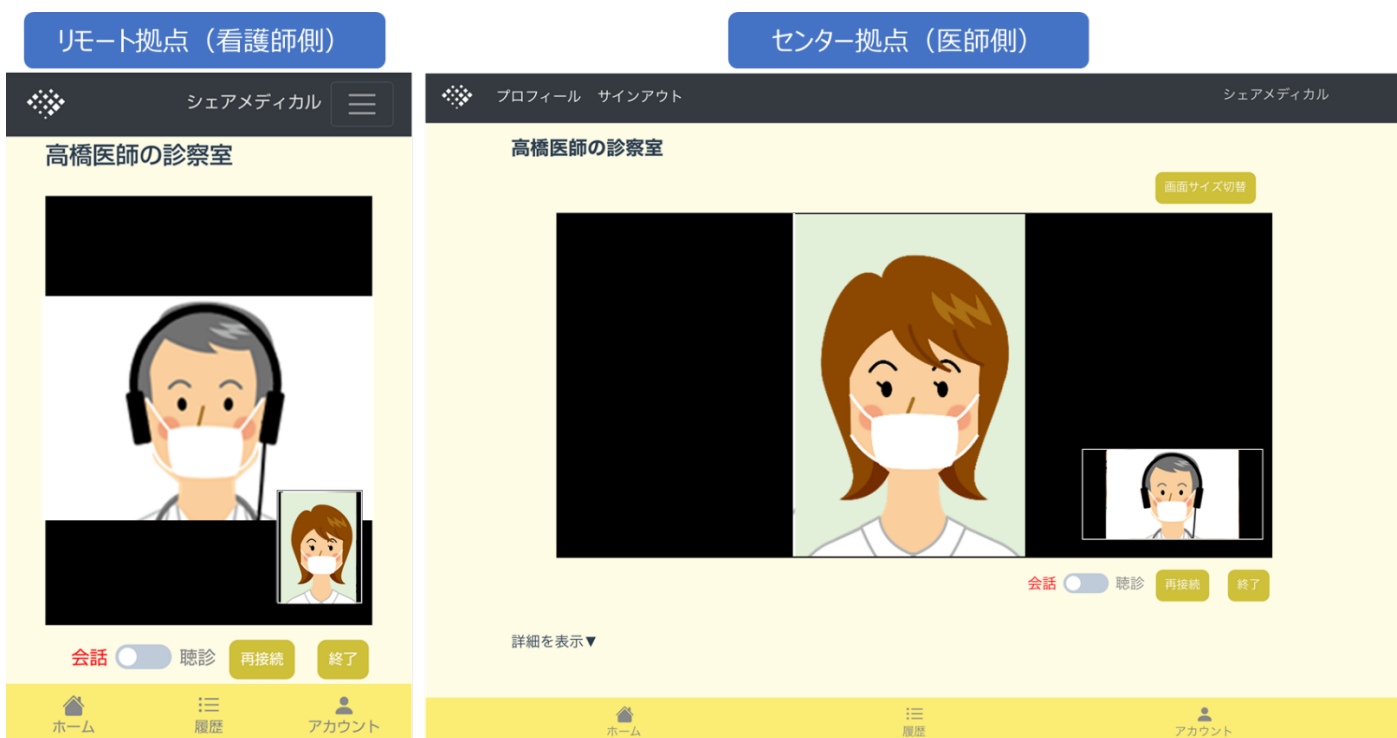 リモート拠点（看護師側）
シェアメディカル
高橋医師の診察室
会話 聴診 再接続 終了
ホーム 履歴 アカウント
センター拠点（医師側）
プロフィール サインアウト シェアメディカル
高橋医師の診察室
画面サイズ切替
会話 聴診 再接続 終了
詳細を表示▼
ホーム 履歴 アカウント